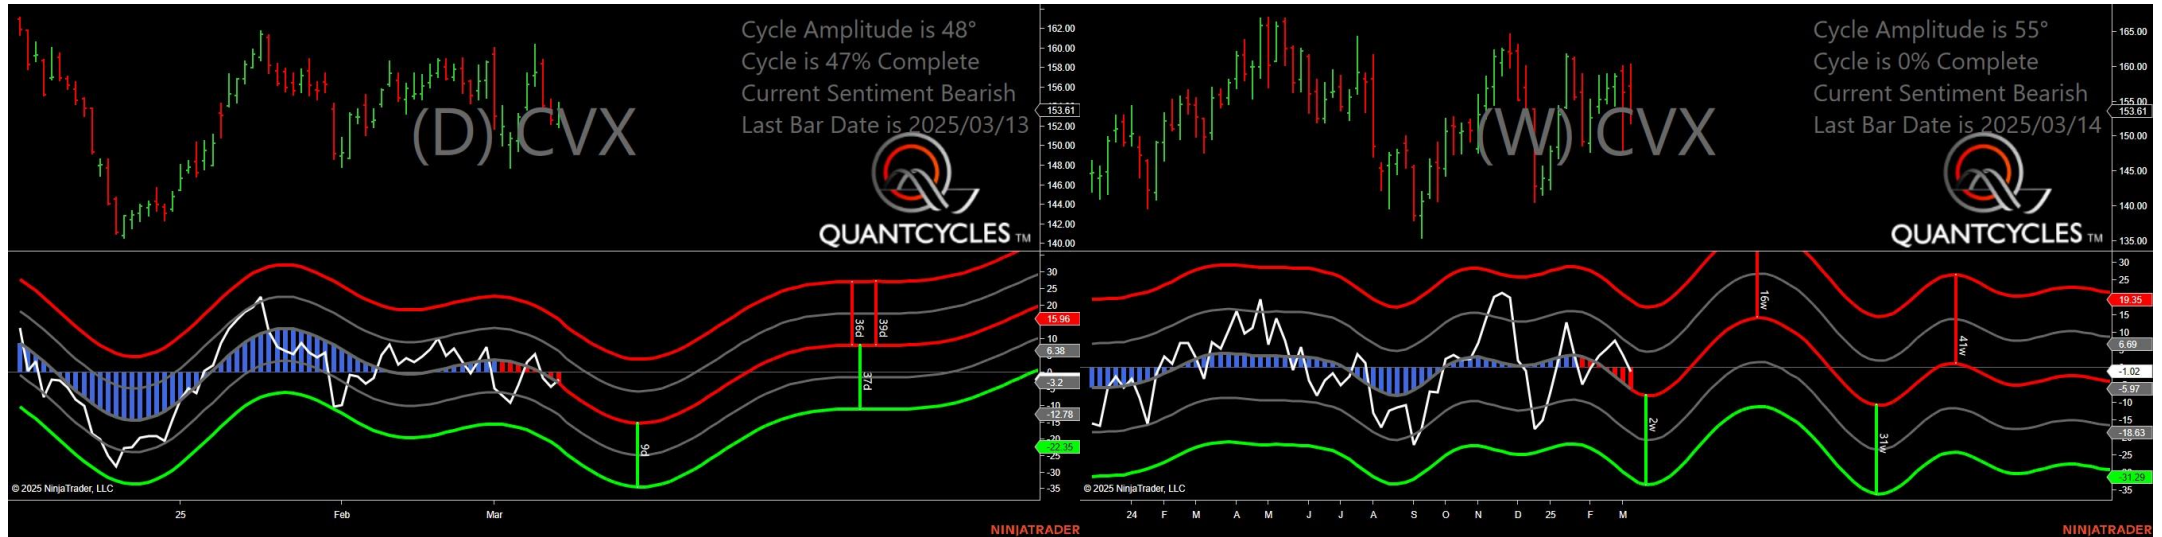 Cycle Amplitude is 48°
Cycle is 47% Complete
Current Sentiment Bearish
Last Bar Date is 2025/03/13
(D) CVX
QUANTCYCLES TM
162.00
160.00
158.00
156.00
153.61
152.00
150.00
148.00
146.00
144.00
142.00
140.00
30
25
20
15.96
10
6.38
0
-3.2
-12.78
-15
-22.35
-25
-30
-35
36d
39d
37d
9d
© 2025 NinjaTrader, LLC
25
Feb
Mar
NINJATRADER
Cycle Amplitude is 55°
Cycle is 0% Complete
Current Sentiment Bearish
Last Bar Date is 2025/03/14
(W) CVX
QUANTCYCLES TM
165.00
160.00
155.00
153.61
150.00
145.00
140.00
135.00
30
25
19.35
15
10
6.69
-1.02
-5.97
-10
-15
-18.63
-25
-31.29
-35
16w
41w
2w
31w
© 2025 NinjaTrader, LLC
24 F M A M J J A S O N D 25 F M
NINJATRADER